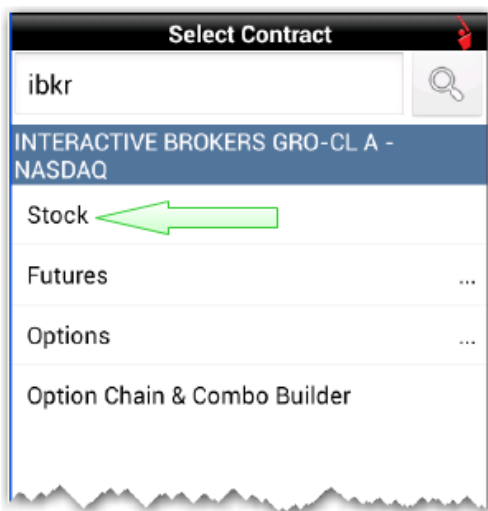 Select Contract
ibkr
INTERACTIVE BROKERS GRO-CL A -
NASDAQ
Stock
Futures ...
Options ...
Option Chain & Combo Builder